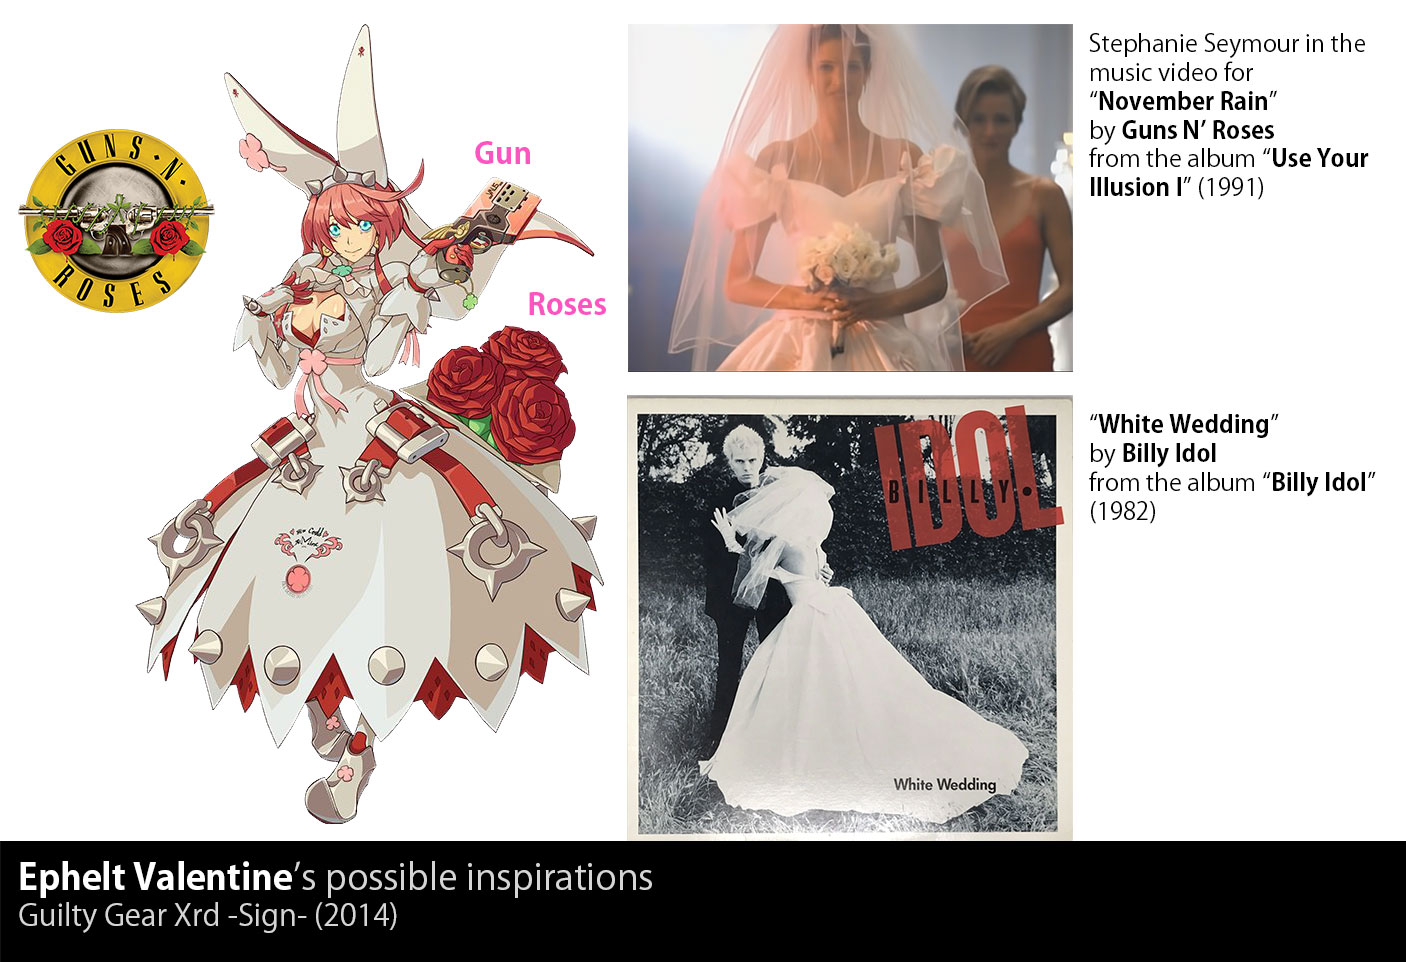 GUNS · N ·
ROSES
Gun
Roses
Stephanie Seymour in the
music video for
“November Rain”
by Guns N’ Roses
from the album “Use Your
Illusion I” (1991)
IDOL
BILLY•
White Wedding
“White Wedding”
by Billy Idol
from the album “Billy Idol”
(1982)
Ephelt Valentine’s possible inspirations
Guilty Gear Xrd -Sign- (2014)